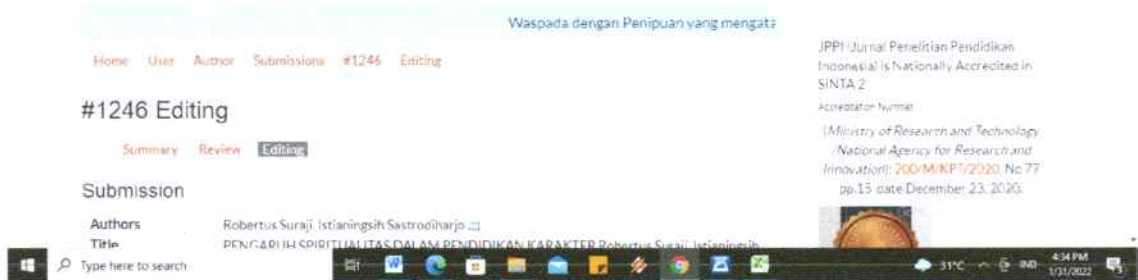 Waspada dengan Penipuan yang mengata
Home User Author Submissions #1246 Editing
#1246 Editing
Summary Review Editing
Submission
Authors Robertus Suraji, Istianingsih Sastrodiharjo
Title PENGARUH SPIRITUALITAS DALAM PENDIDIKAN KARAKTER Robertus Suraji, Istianingsih
JPPI (Jurnal Penelitian Pendidikan
Indonesia) is Nationally Accredited in
SINTA 2
Accreditation Number
(Ministry of Research and Technology
/National Agency for Research and
Innovation): 200/M/KPT/2020, No 77
pp.15 date December 23, 2020.
Type here to search
31°C IND 4:34 PM
1/31/2022